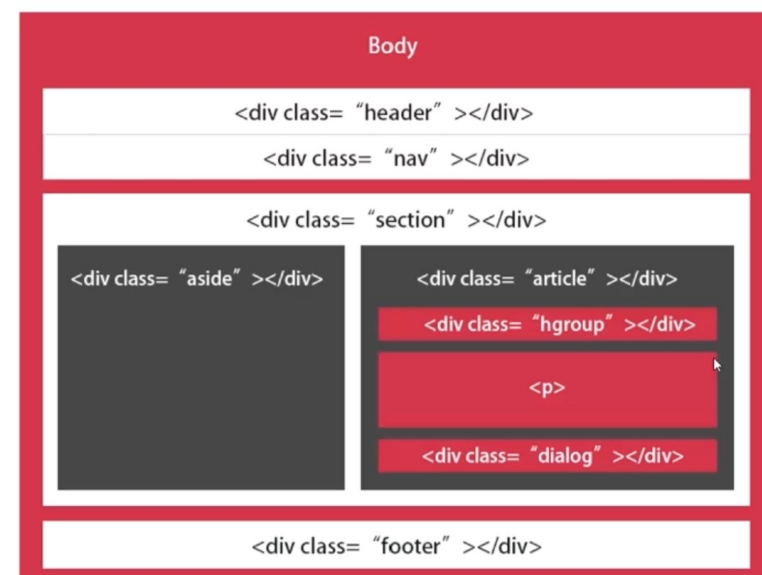 Body
<div class= “header” ></div>
<div class= “nav” ></div>
<div class= “section” ></div>
<div class= “aside” ></div>
<div class= “article” ></div>
<div class= “hgroup” ></div>
<p>
<div class= “dialog” ></div>
<div class= “footer” ></div>